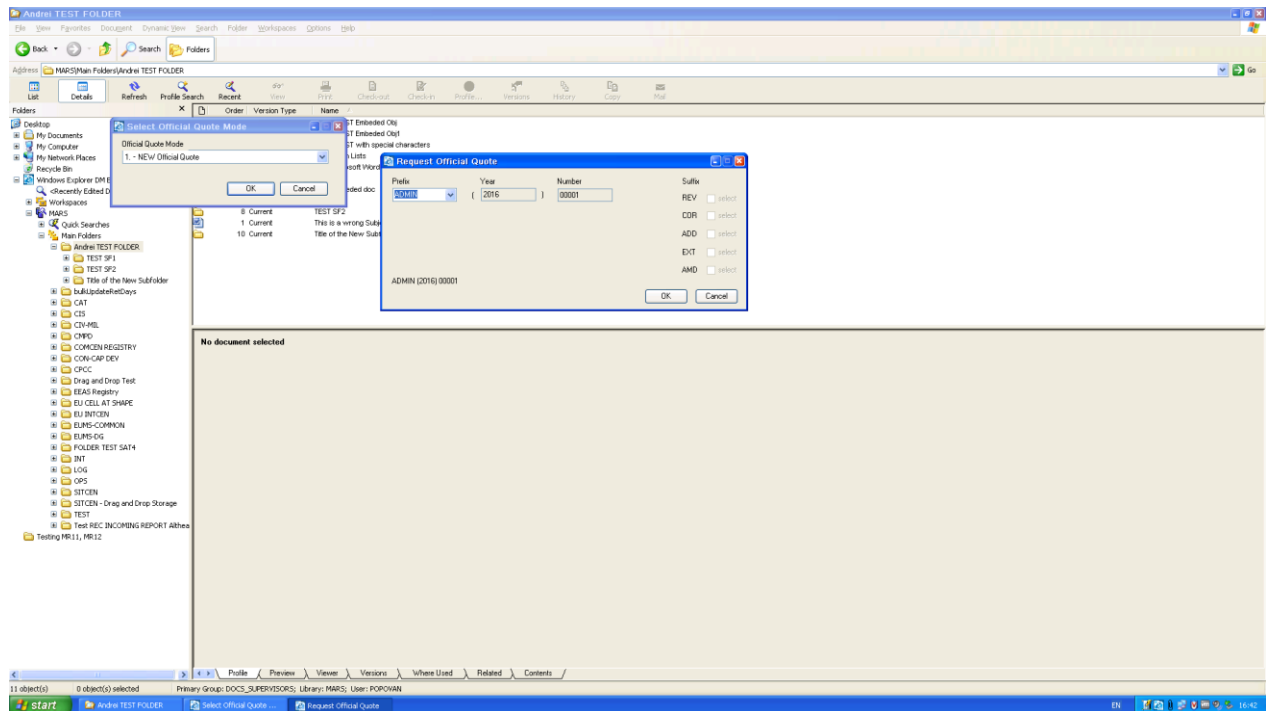 Andrei TEST FOLDER
File View Favorites Document Dynamic View Search Folder Workspaces Options Help
Back Search Folders
Address MARS\Main Folders\Andrei TEST FOLDER Go
List Details Refresh Profile Search Recent View Print Check-out Check-in Profile... Versions History Copy Mail
Folders
Order Version Type Name
Desktop
My Documents
My Computer
My Network Places
Recycle Bin
Windows Explorer DM E
<Recently Edited D
Workspaces
MARS
Quick Searches
Main Folders
Andrei TEST FOLDER
TEST SF1
TEST SF2
Title of the New Subfolder
bulkUpdateRetDays
CAT
CIS
CIV-MIL
CMPD
COMCEN REGISTRY
CON-CAP DEV
CPCC
Drag and Drop Test
EEAS Registry
EU CELL AT SHAPE
EU INTCEN
EUMS-COMMON
EUMS-DG
FOLDER TEST SAT4
INT
LOG
OPS
SITCEN
SITCEN - Drag and Drop Storage
TEST
Test REC INCOMING REPORT Althea
Testing MR11, MR12
Select Official Quote Mode
Official Quote Mode
1. - NEW Official Quote
OK Cancel
ST Embeded Obj
ST Embeded Obj1
ST with special characters
Lists
osoft Word
eded doc
8 Current TEST SF2
1 Current This is a wrong Subje
10 Current Title of the New Subf
Request Official Quote
Prefix Year Number Suffix
ADMIN ( 2016 ) 00001
REV select
COR select
ADD select
EXT select
AMD select
ADMIN (2016) 00001
OK Cancel
No document selected
Profile Preview Viewer Versions Where Used Related Contents
11 object(s) 0 object(s) selected Primary Group: DOCS_SUPERVISORS; Library: MARS; User: POPOVAN
start Andrei TEST FOLDER Select Official Quote ... Request Official Quote EN 16:42